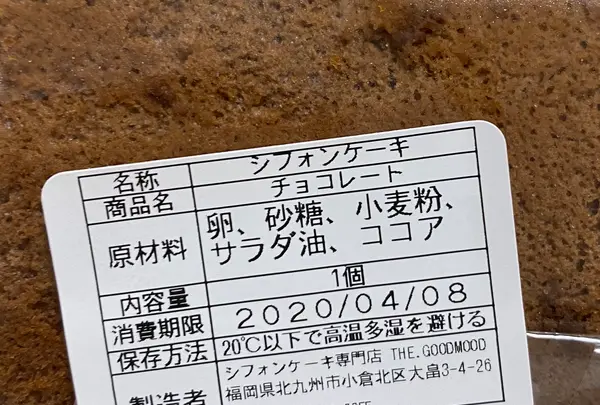 名称 シフォンケーキ
商品名 チョコレート
原材料 卵、砂糖、小麦粉、
サラダ油、ココア
内容量 1個
消費期限 2020/04/08
保存方法 20℃以下で高温多湿を避ける
製造者 シフォンケーキ専門店 THE.GOODMOOD
福岡県北九州市小倉北区大畠3-4-26